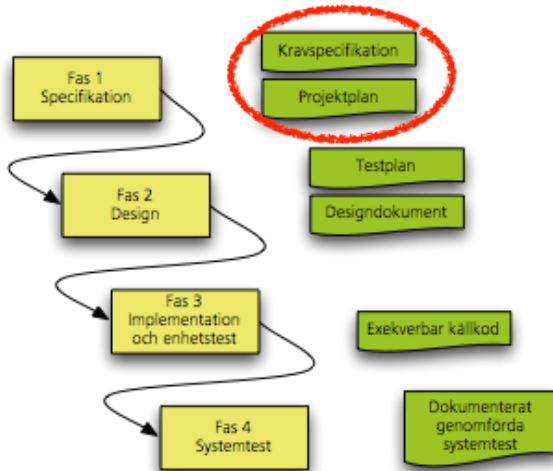 Fas 1
Specifikation
Kravspecifikation
Projektplan
Fas 2
Design
Testplan
Designdokument
Fas 3
Implementation
och enhetstest
Exekverbar källkod
Fas 4
Systemtest
Dokumenterat
genomförda
systemtest